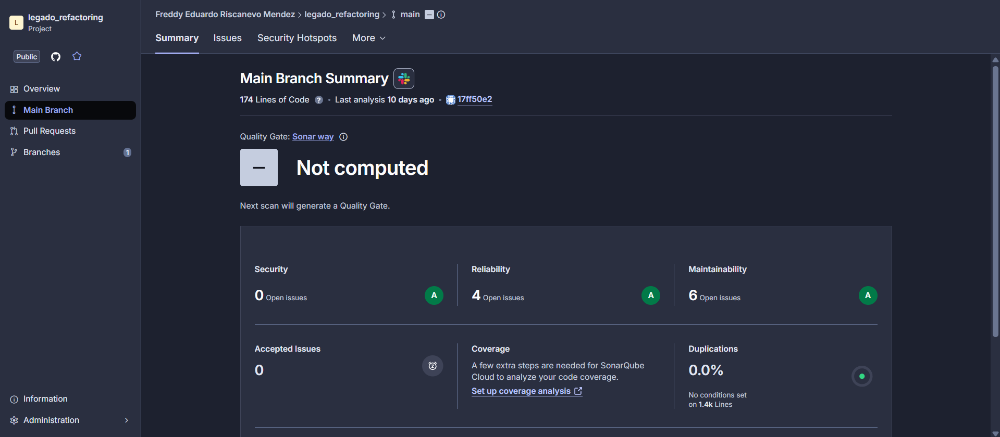 L
legado_refactoring
Project
Public
Overview
Main Branch
Pull Requests
Branches 1
Information
Administration
Freddy Eduardo Riscanevo Mendez > legado_refactoring > main
Summary Issues Security Hotspots More
Main Branch Summary
174 Lines of Code ? • Last analysis 10 days ago • 17ff50e2
Quality Gate: Sonar way
Not computed
Next scan will generate a Quality Gate.
Security
0 Open issues A
Reliability
4 Open issues A
Maintainability
6 Open issues A
Accepted Issues
0
Coverage
A few extra steps are needed for SonarQube
Cloud to analyze your code coverage.
Set up coverage analysis
Duplications
0.0%
No conditions set
on 1.4k Lines